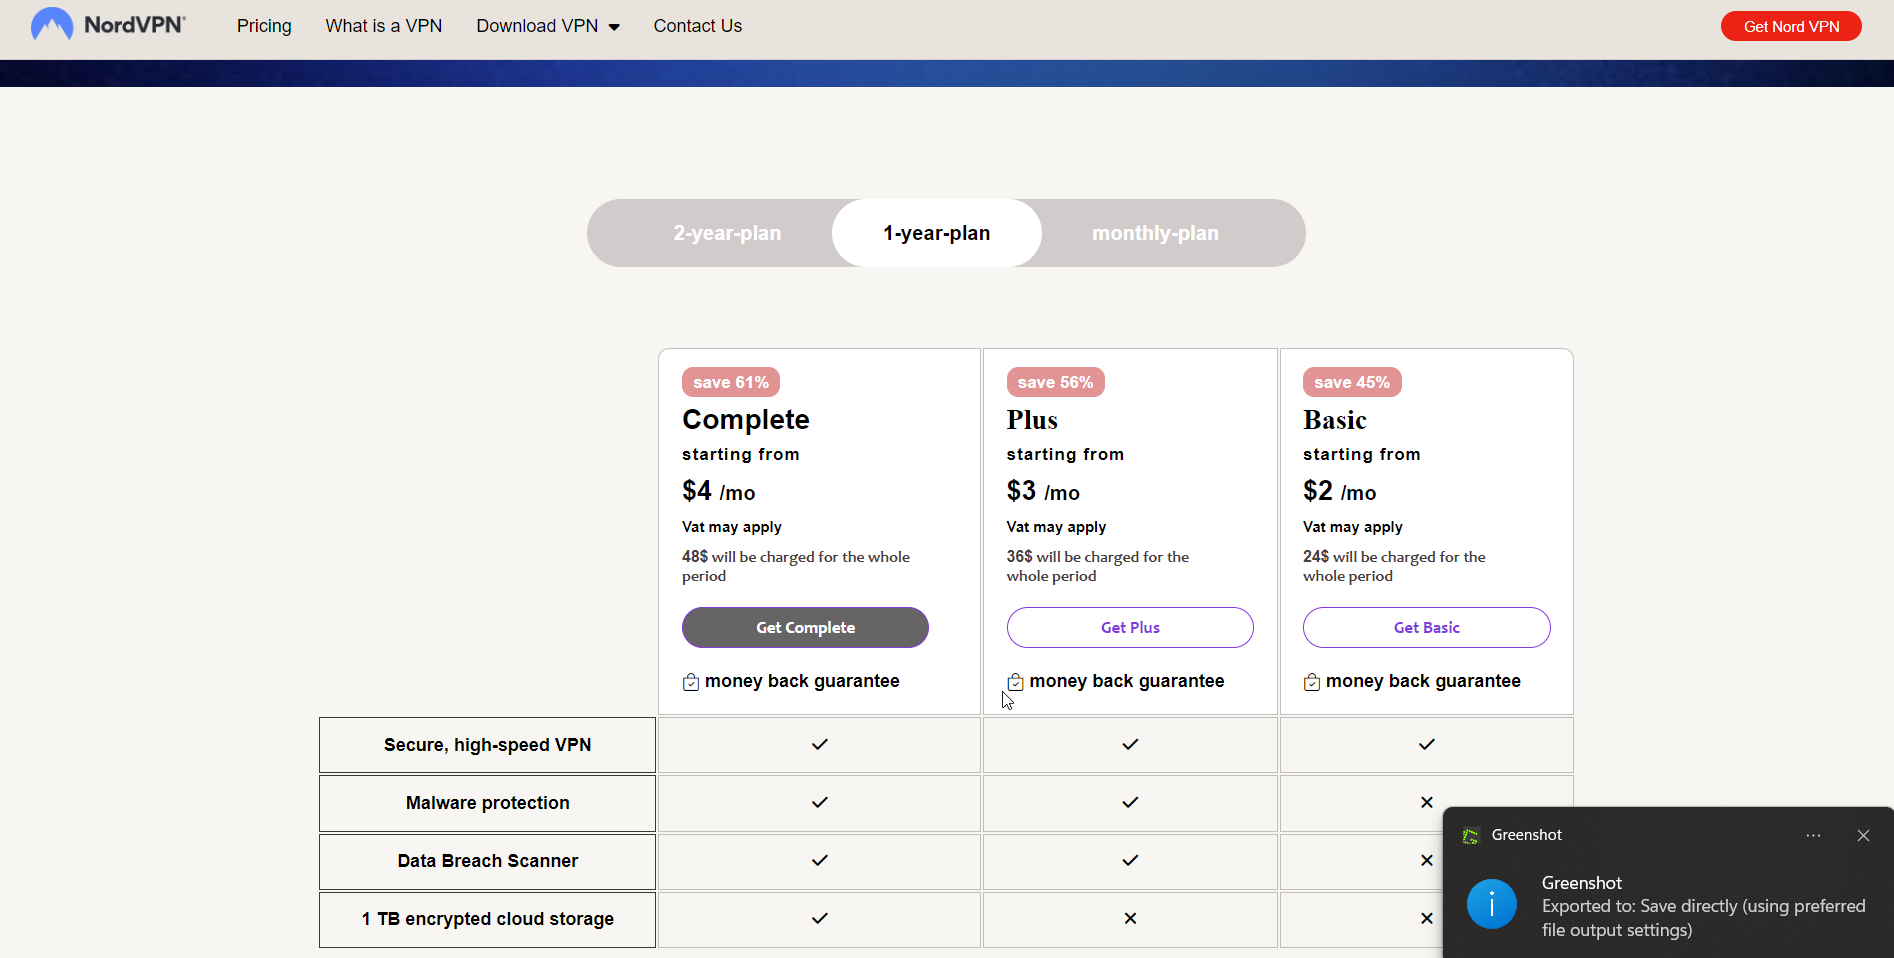 NordVPN® Pricing What is a VPN Download VPN Contact Us Get Nord VPN
2-year-plan 1-year-plan monthly-plan
save 61% save 56% save 45%
Complete Plus Basic
starting from starting from starting from
$4 /mo $3 /mo $2 /mo
Vat may apply Vat may apply Vat may apply
48$ will be charged for the whole
period
36$ will be charged for the
whole period
24$ will be charged for the
whole period
Get Complete Get Plus Get Basic
money back guarantee money back guarantee money back guarantee
Secure, high-speed VPN
Malware protection
Data Breach Scanner
1 TB encrypted cloud storage
Greenshot
Greenshot
Exported to: Save directly (using preferred
file output settings)